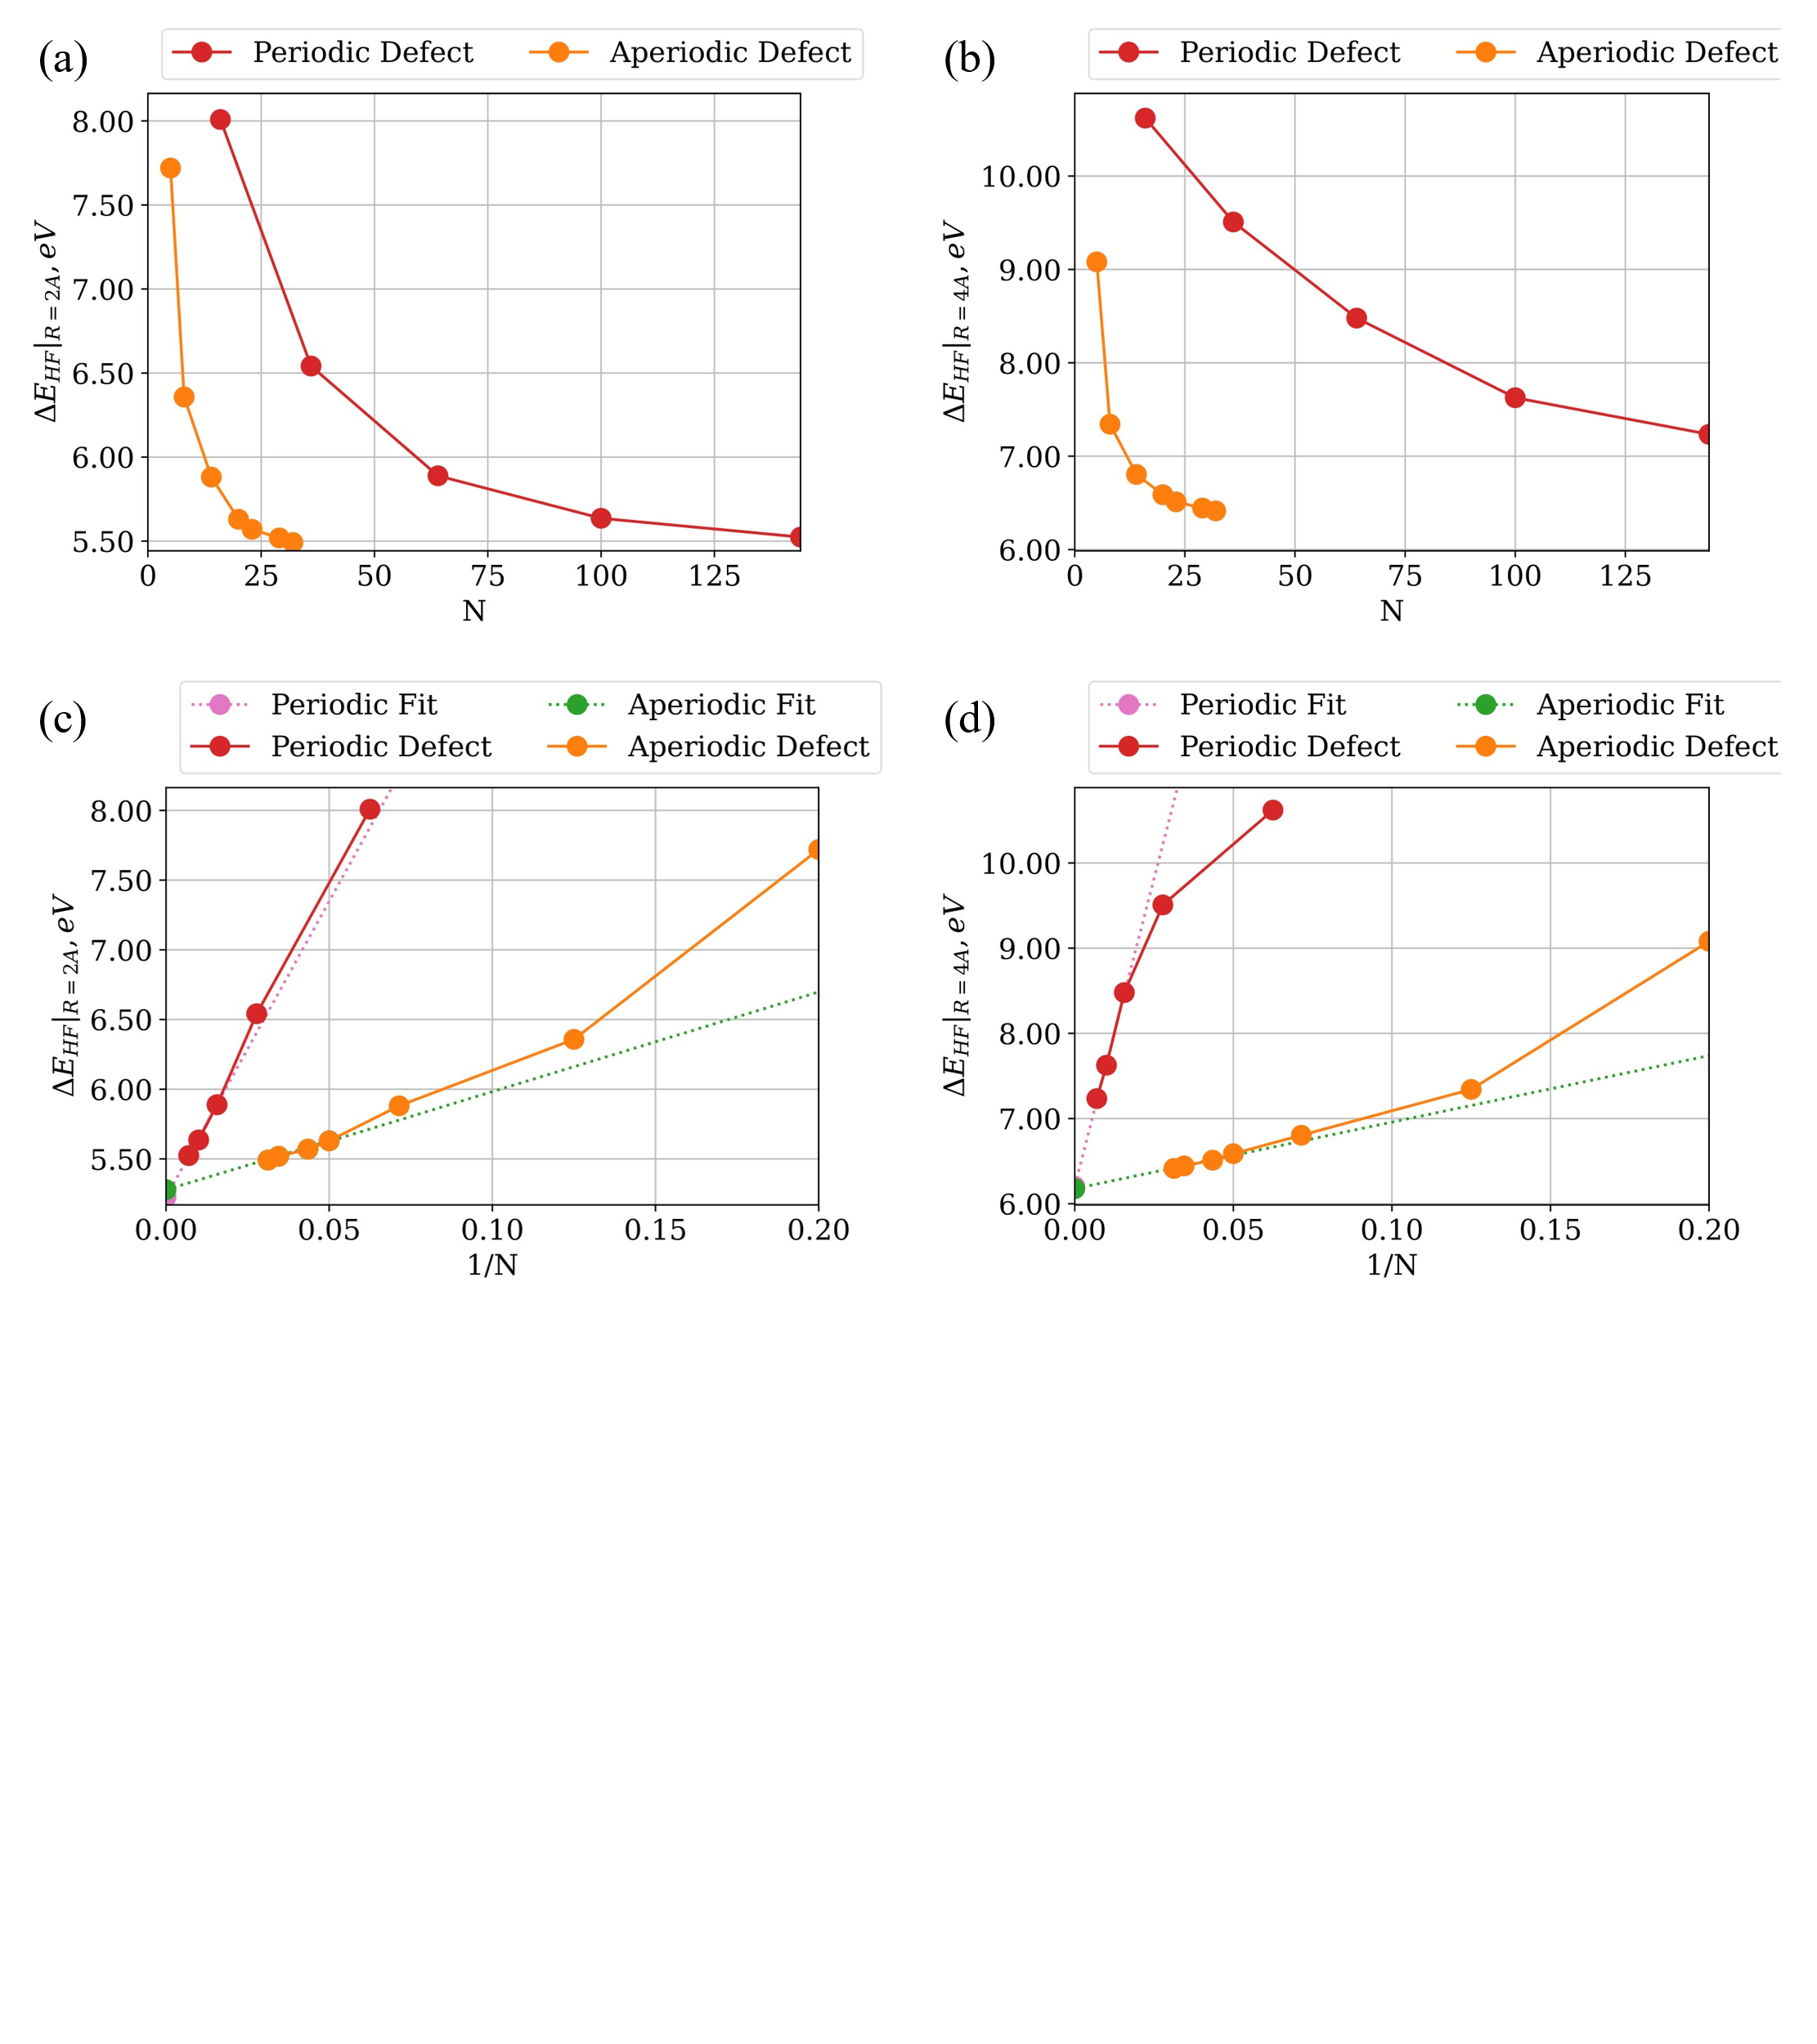 (a)
Periodic Defect Aperiodic Defect
8.00
7.50
7.00
6.50
6.00
5.50
ΔE_HF|_R=2A, eV
0 25 50 75 100 125
N
(b)
Periodic Defect Aperiodic Defect
10.00
9.00
8.00
7.00
6.00
ΔE_HF|_R=4A, eV
0 25 50 75 100 125
N
(c)
Periodic Fit Aperiodic Fit
Periodic Defect Aperiodic Defect
8.00
7.50
7.00
6.50
6.00
5.50
ΔE_HF|_R=2A, eV
0.00 0.05 0.10 0.15 0.20
1/N
(d)
Periodic Fit Aperiodic Fit
Periodic Defect Aperiodic Defect
10.00
9.00
8.00
7.00
6.00
ΔE_HF|_R=4A, eV
0.00 0.05 0.10 0.15 0.20
1/N